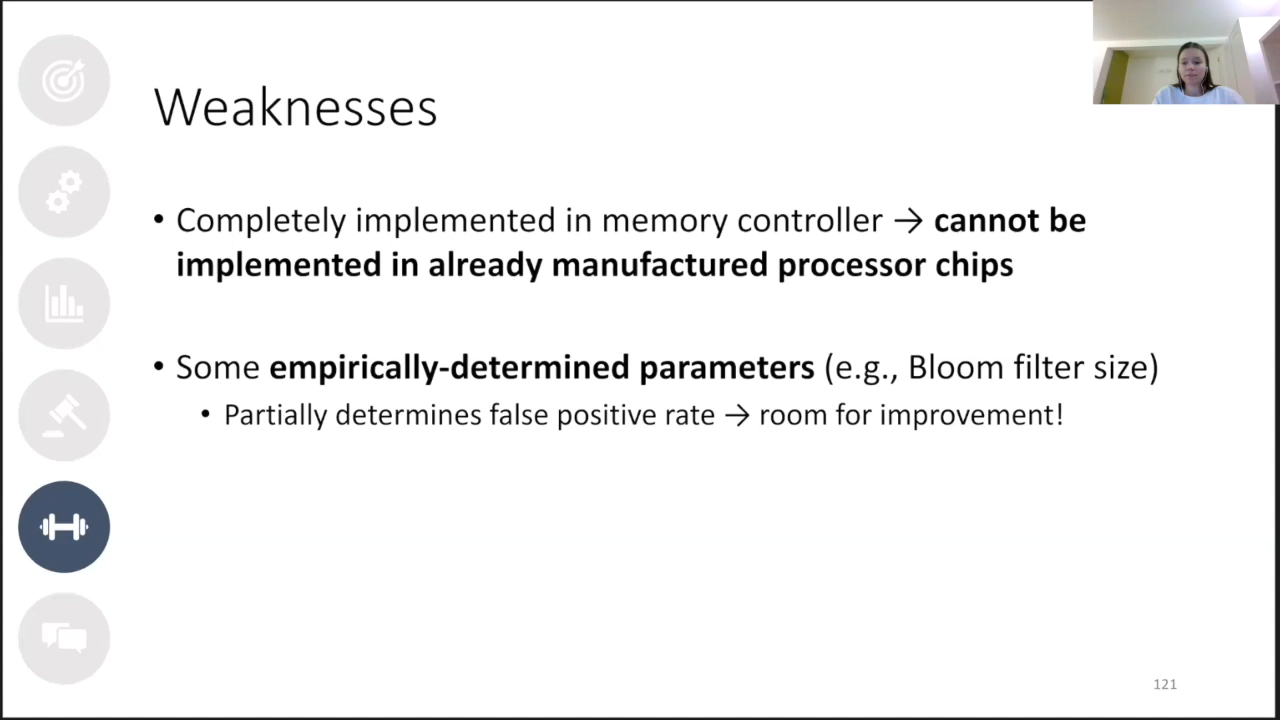 Weaknesses
• Completely implemented in memory controller → cannot be
implemented in already manufactured processor chips
• Some empirically-determined parameters (e.g., Bloom filter size)
• Partially determines false positive rate → room for improvement!
121